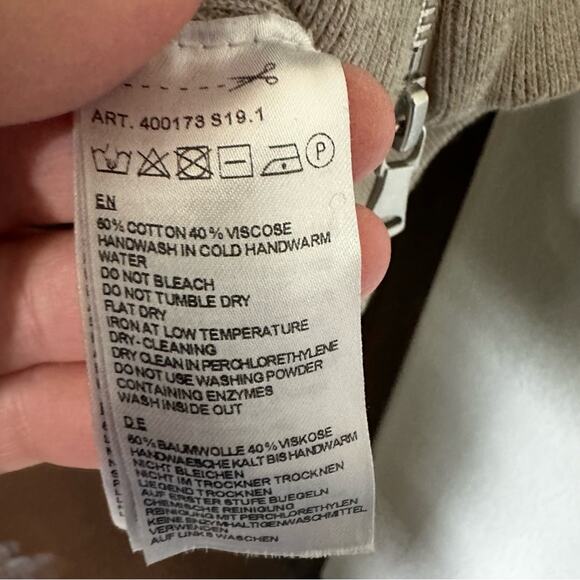 ART. 400173 S19.1
P
EN
60% COTTON 40% VISCOSE
HANDWASH IN COLD HANDWARM
WATER
DO NOT BLEACH
DO NOT TUMBLE DRY
FLAT DRY
IRON AT LOW TEMPERATURE
DRY-CLEANING
DRY CLEAN IN PERCHLORETHYLENE
DO NOT USE WASHING POWDER
CONTAINING ENZYMES
WASH INSIDE OUT
DE
60% BAUMWOLLE 40% VISKOSE
HANDWAESCHE KALT BIS HANDWARM
NICHT BLEICHEN
NICHT IM TROCKNER TROCKNEN
LIEGEND TROCKNEN
AUF ERSTER STUFE BUEGELN
CHEMISCHE REINIGUNG
REINIGUNG MIT PERCHLORETHYLEN
KEINE ENZYMHALTIGEN WASCHMITTEL
VERWENDEN
AUF LINKS WASCHEN